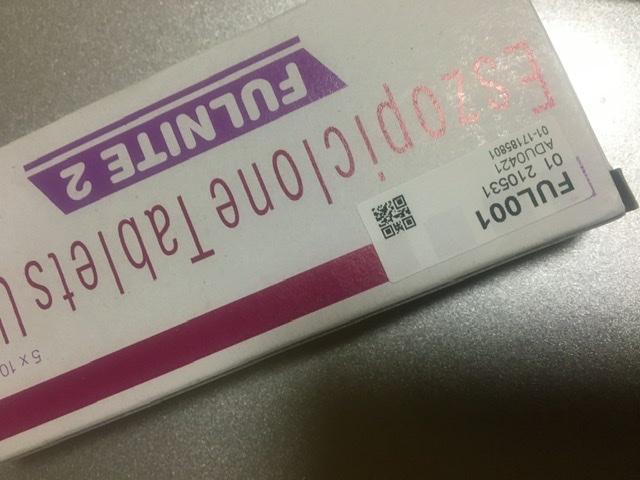 Eszopiclone Tablets U
FULNITE 2
5 x 10
FUL001
01 210531
ADU0421
01-17185801